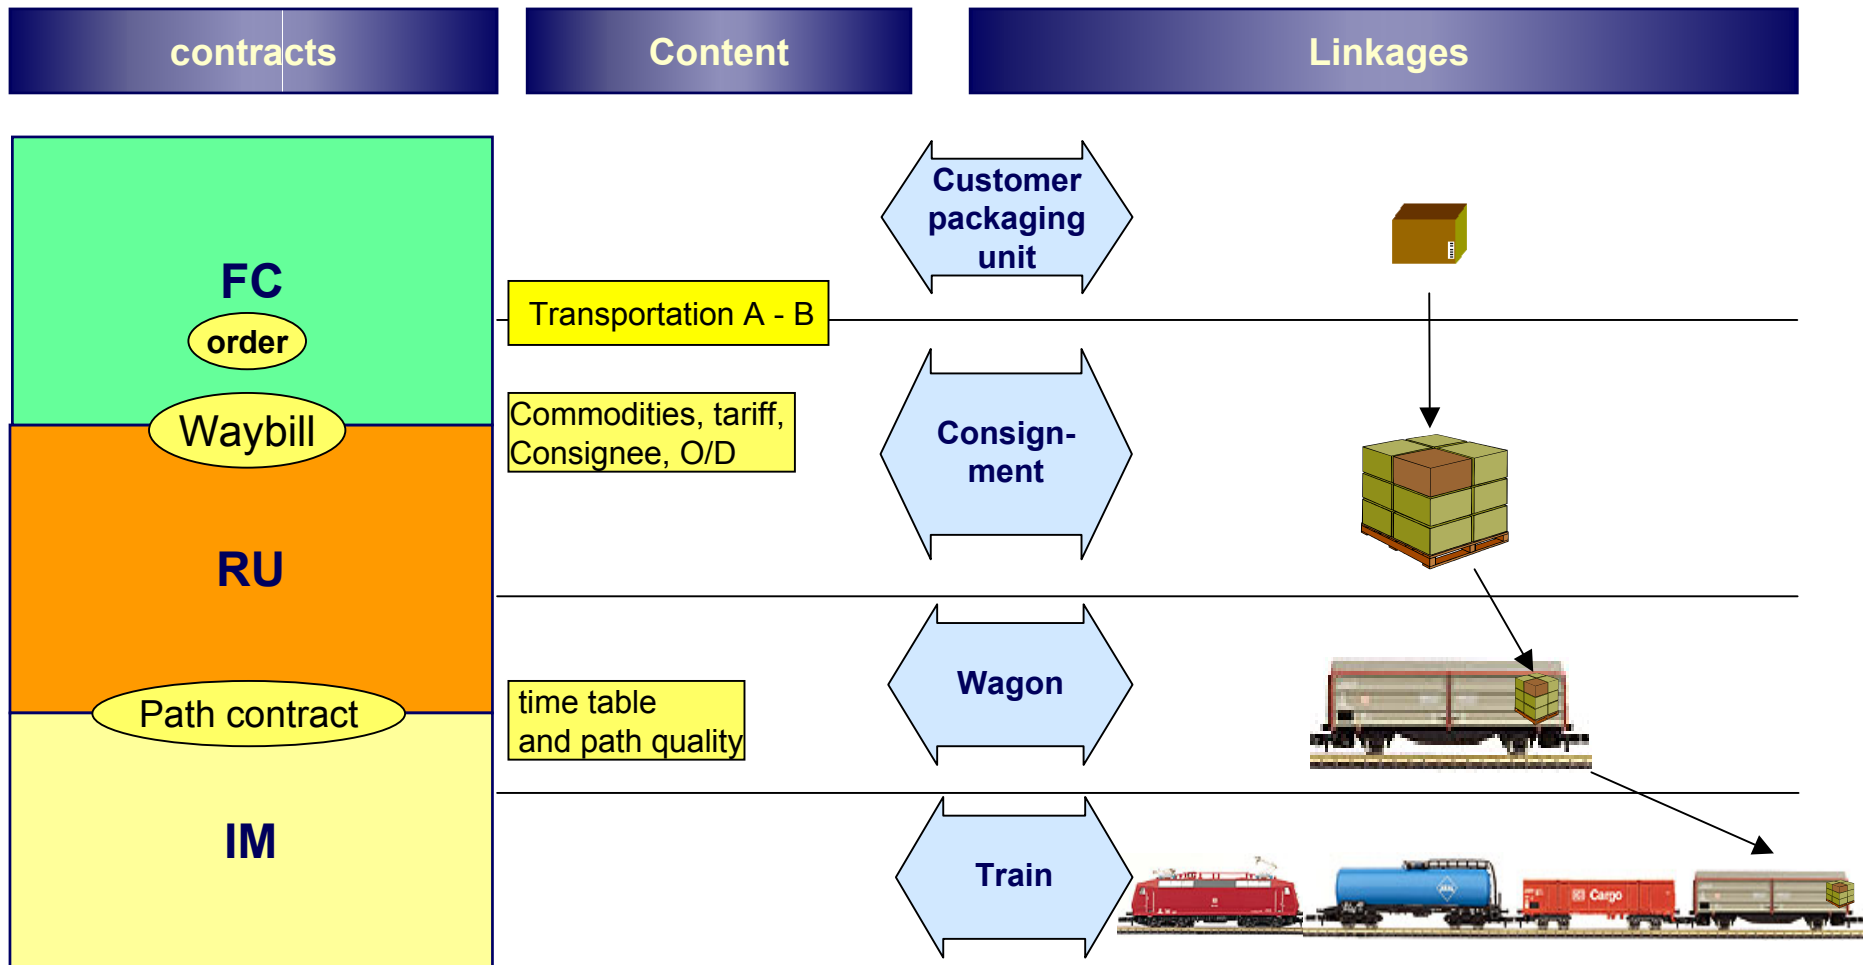 contracts
Content
Linkages
FC
order
Waybill
RU
Path contract
IM
Transportation A - B
Commodities, tariff,
Consignee, O/D
time table
and path quality
Customer
packaging
unit
Consign-
ment
Wagon
Train
Cargo